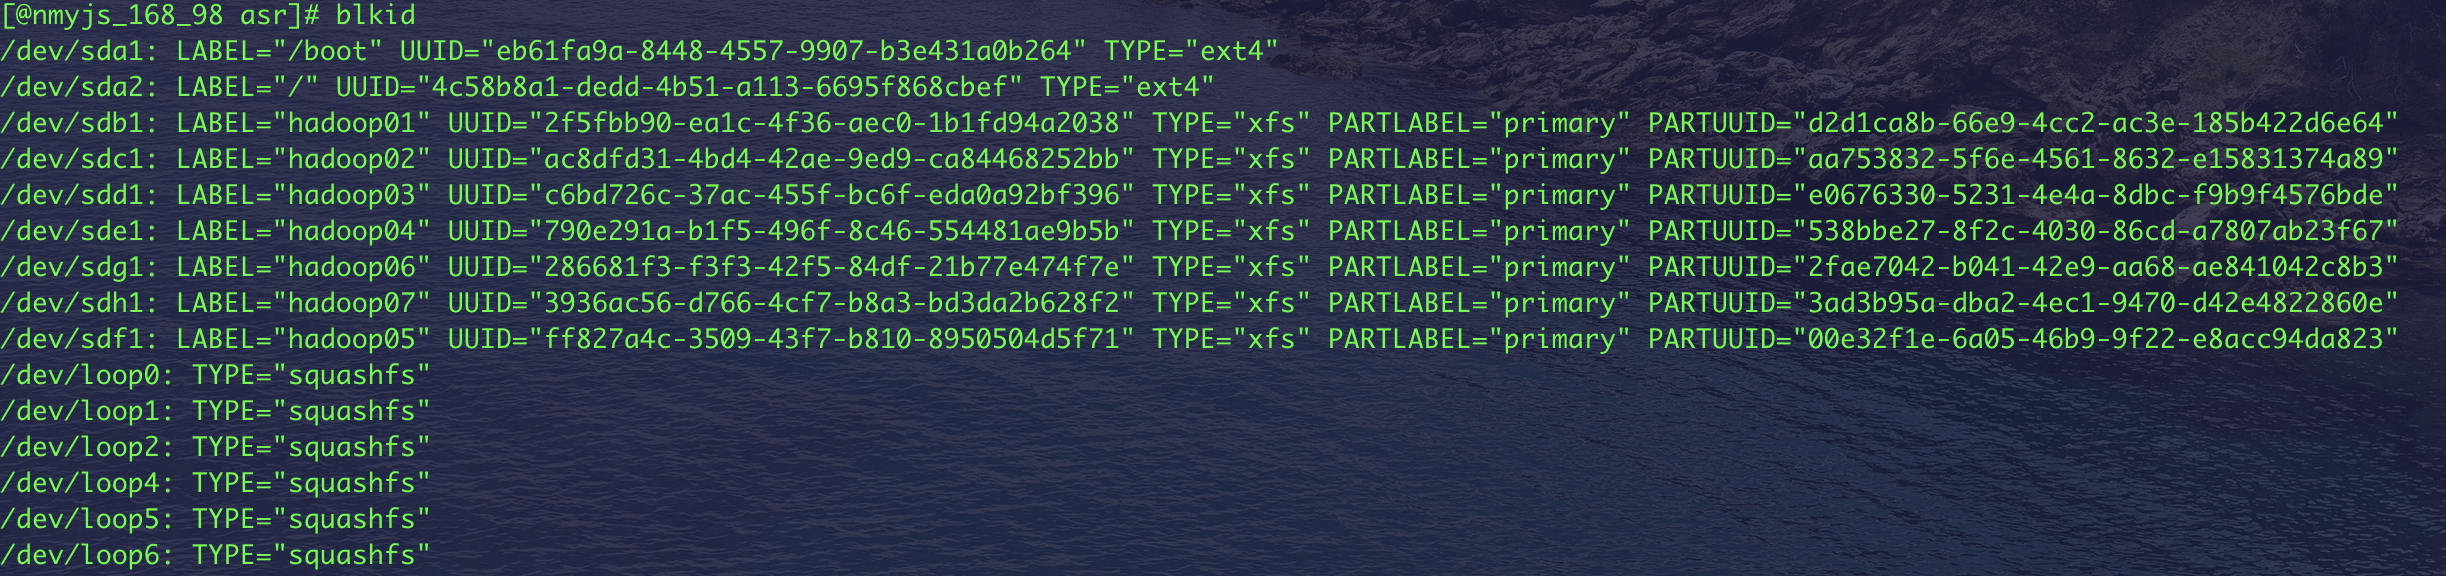 [@nmyjs_168_98 asr]# blkid
/dev/sda1: LABEL="/boot" UUID="eb61fa9a-8448-4557-9907-b3e431a0b264" TYPE="ext4"
/dev/sda2: LABEL="/" UUID="4c58b8a1-dedd-4b51-a113-6695f868cbef" TYPE="ext4"
/dev/sdb1: LABEL="hadoop01" UUID="2f5fbb90-ea1c-4f36-aec0-1b1fd94a2038" TYPE="xfs" PARTLABEL="primary" PARTUUID="d2d1ca8b-66e9-4cc2-ac3e-185b422d6e64"
/dev/sdc1: LABEL="hadoop02" UUID="ac8dfd31-4bd4-42ae-9ed9-ca84468252bb" TYPE="xfs" PARTLABEL="primary" PARTUUID="aa753832-5f6e-4561-8632-e15831374a89"
/dev/sdd1: LABEL="hadoop03" UUID="c6bd726c-37ac-455f-bc6f-eda0a92bf396" TYPE="xfs" PARTLABEL="primary" PARTUUID="e0676330-5231-4e4a-8dbc-f9b9f4576bde"
/dev/sde1: LABEL="hadoop04" UUID="790e291a-b1f5-496f-8c46-554481ae9b5b" TYPE="xfs" PARTLABEL="primary" PARTUUID="538bbe27-8f2c-4030-86cd-a7807ab23f67"
/dev/sdg1: LABEL="hadoop06" UUID="286681f3-f3f3-42f5-84df-21b77e474f7e" TYPE="xfs" PARTLABEL="primary" PARTUUID="2fae7042-b041-42e9-aa68-ae841042c8b3"
/dev/sdh1: LABEL="hadoop07" UUID="3936ac56-d766-4cf7-b8a3-bd3da2b628f2" TYPE="xfs" PARTLABEL="primary" PARTUUID="3ad3b95a-dba2-4ec1-9470-d42e4822860e"
/dev/sdf1: LABEL="hadoop05" UUID="ff827a4c-3509-43f7-b810-8950504d5f71" TYPE="xfs" PARTLABEL="primary" PARTUUID="00e32f1e-6a05-46b9-9f22-e8acc94da823"
/dev/loop0: TYPE="squashfs"
/dev/loop1: TYPE="squashfs"
/dev/loop2: TYPE="squashfs"
/dev/loop4: TYPE="squashfs"
/dev/loop5: TYPE="squashfs"
/dev/loop6: TYPE="squashfs"